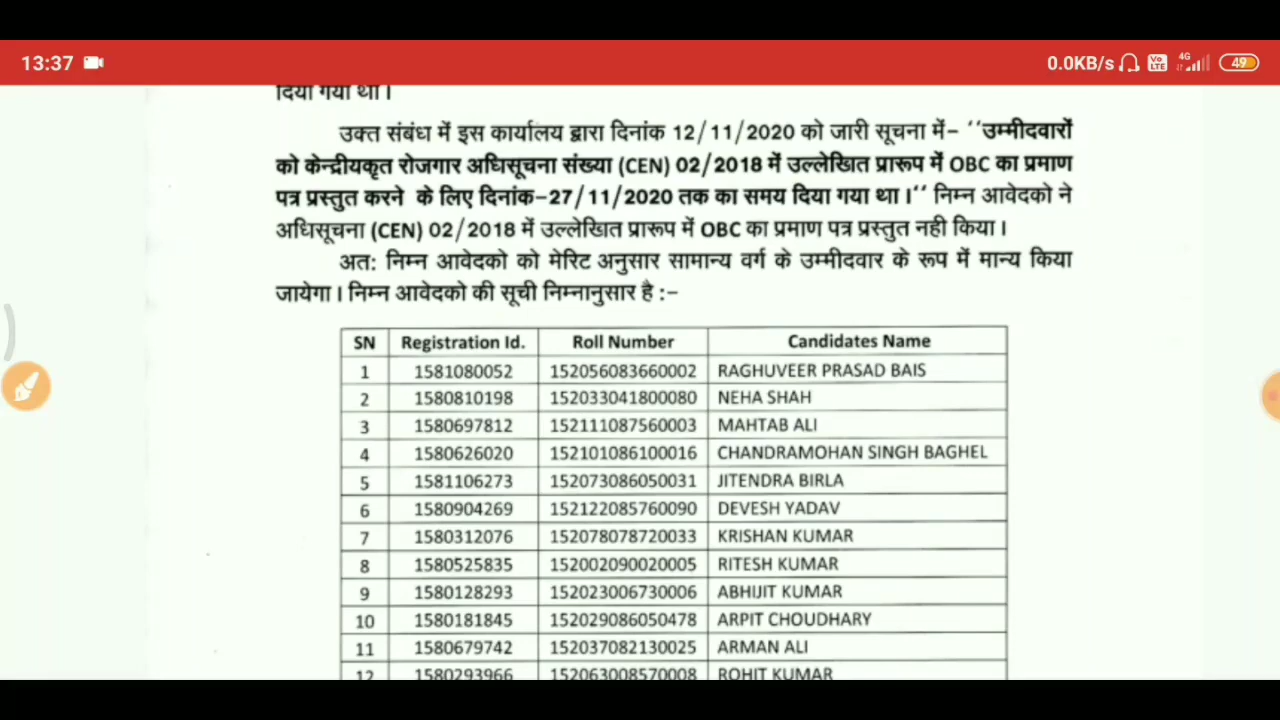 13:37
0.0KB/s Vo LTE 4G 49
दिया गया था।
उक्त संबंध में इस कार्यालय द्वारा दिनांक 12/11/2020 को जारी सूचना में- ‘‘उम्मीदवारों
को केन्द्रीयकृत रोजगार अधिसूचना संख्या (CEN) 02/2018 में उल्लेखित प्रारूप में OBC का प्रमाण
पत्र प्रस्तुत करने के लिए दिनांक-27/11/2020 तक का समय दिया गया था।‘‘ निम्न आवेदको ने
अधिसूचना (CEN) 02/2018 में उल्लेखित प्रारूप में OBC का प्रमाण पत्र प्रस्तुत नही किया।
अतः निम्न आवेदको को मेरिट अनुसार सामान्य वर्ग के उम्मीदवार के रूप में मान्य किया
जायेगा। निम्न आवेदको की सूची निम्नानुसार है :-
SN Registration Id. Roll Number Candidates Name
1 1581080052 152056083660002 RAGHUVEER PRASAD BAIS
2 1580810198 152033041800080 NEHA SHAH
3 1580697812 152111087560003 MAHTAB ALI
4 1580626020 152101086100016 CHANDRAMOHAN SINGH BAGHEL
5 1581106273 152073086050031 JITENDRA BIRLA
6 1580904269 152122085760090 DEVESH YADAV
7 1580312076 152078078720033 KRISHAN KUMAR
8 1580525835 152002090020005 RITESH KUMAR
9 1580128293 152023006730006 ABHIJIT KUMAR
10 1580181845 152029086050478 ARPIT CHOUDHARY
11 1580679742 152037082130025 ARMAN ALI
12 1580293966 152063008570008 ROHIT KUMAR